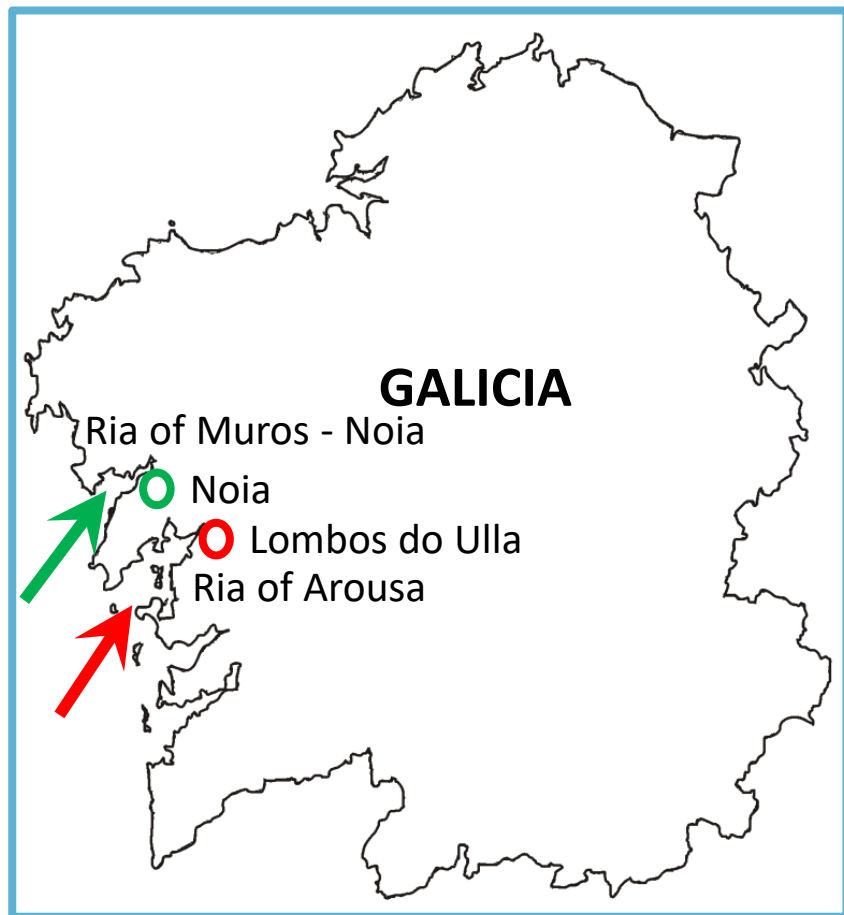 GALICIA
Ria of Muros - Noia
Noia
Lombos do Ulla
Ria of Arousa